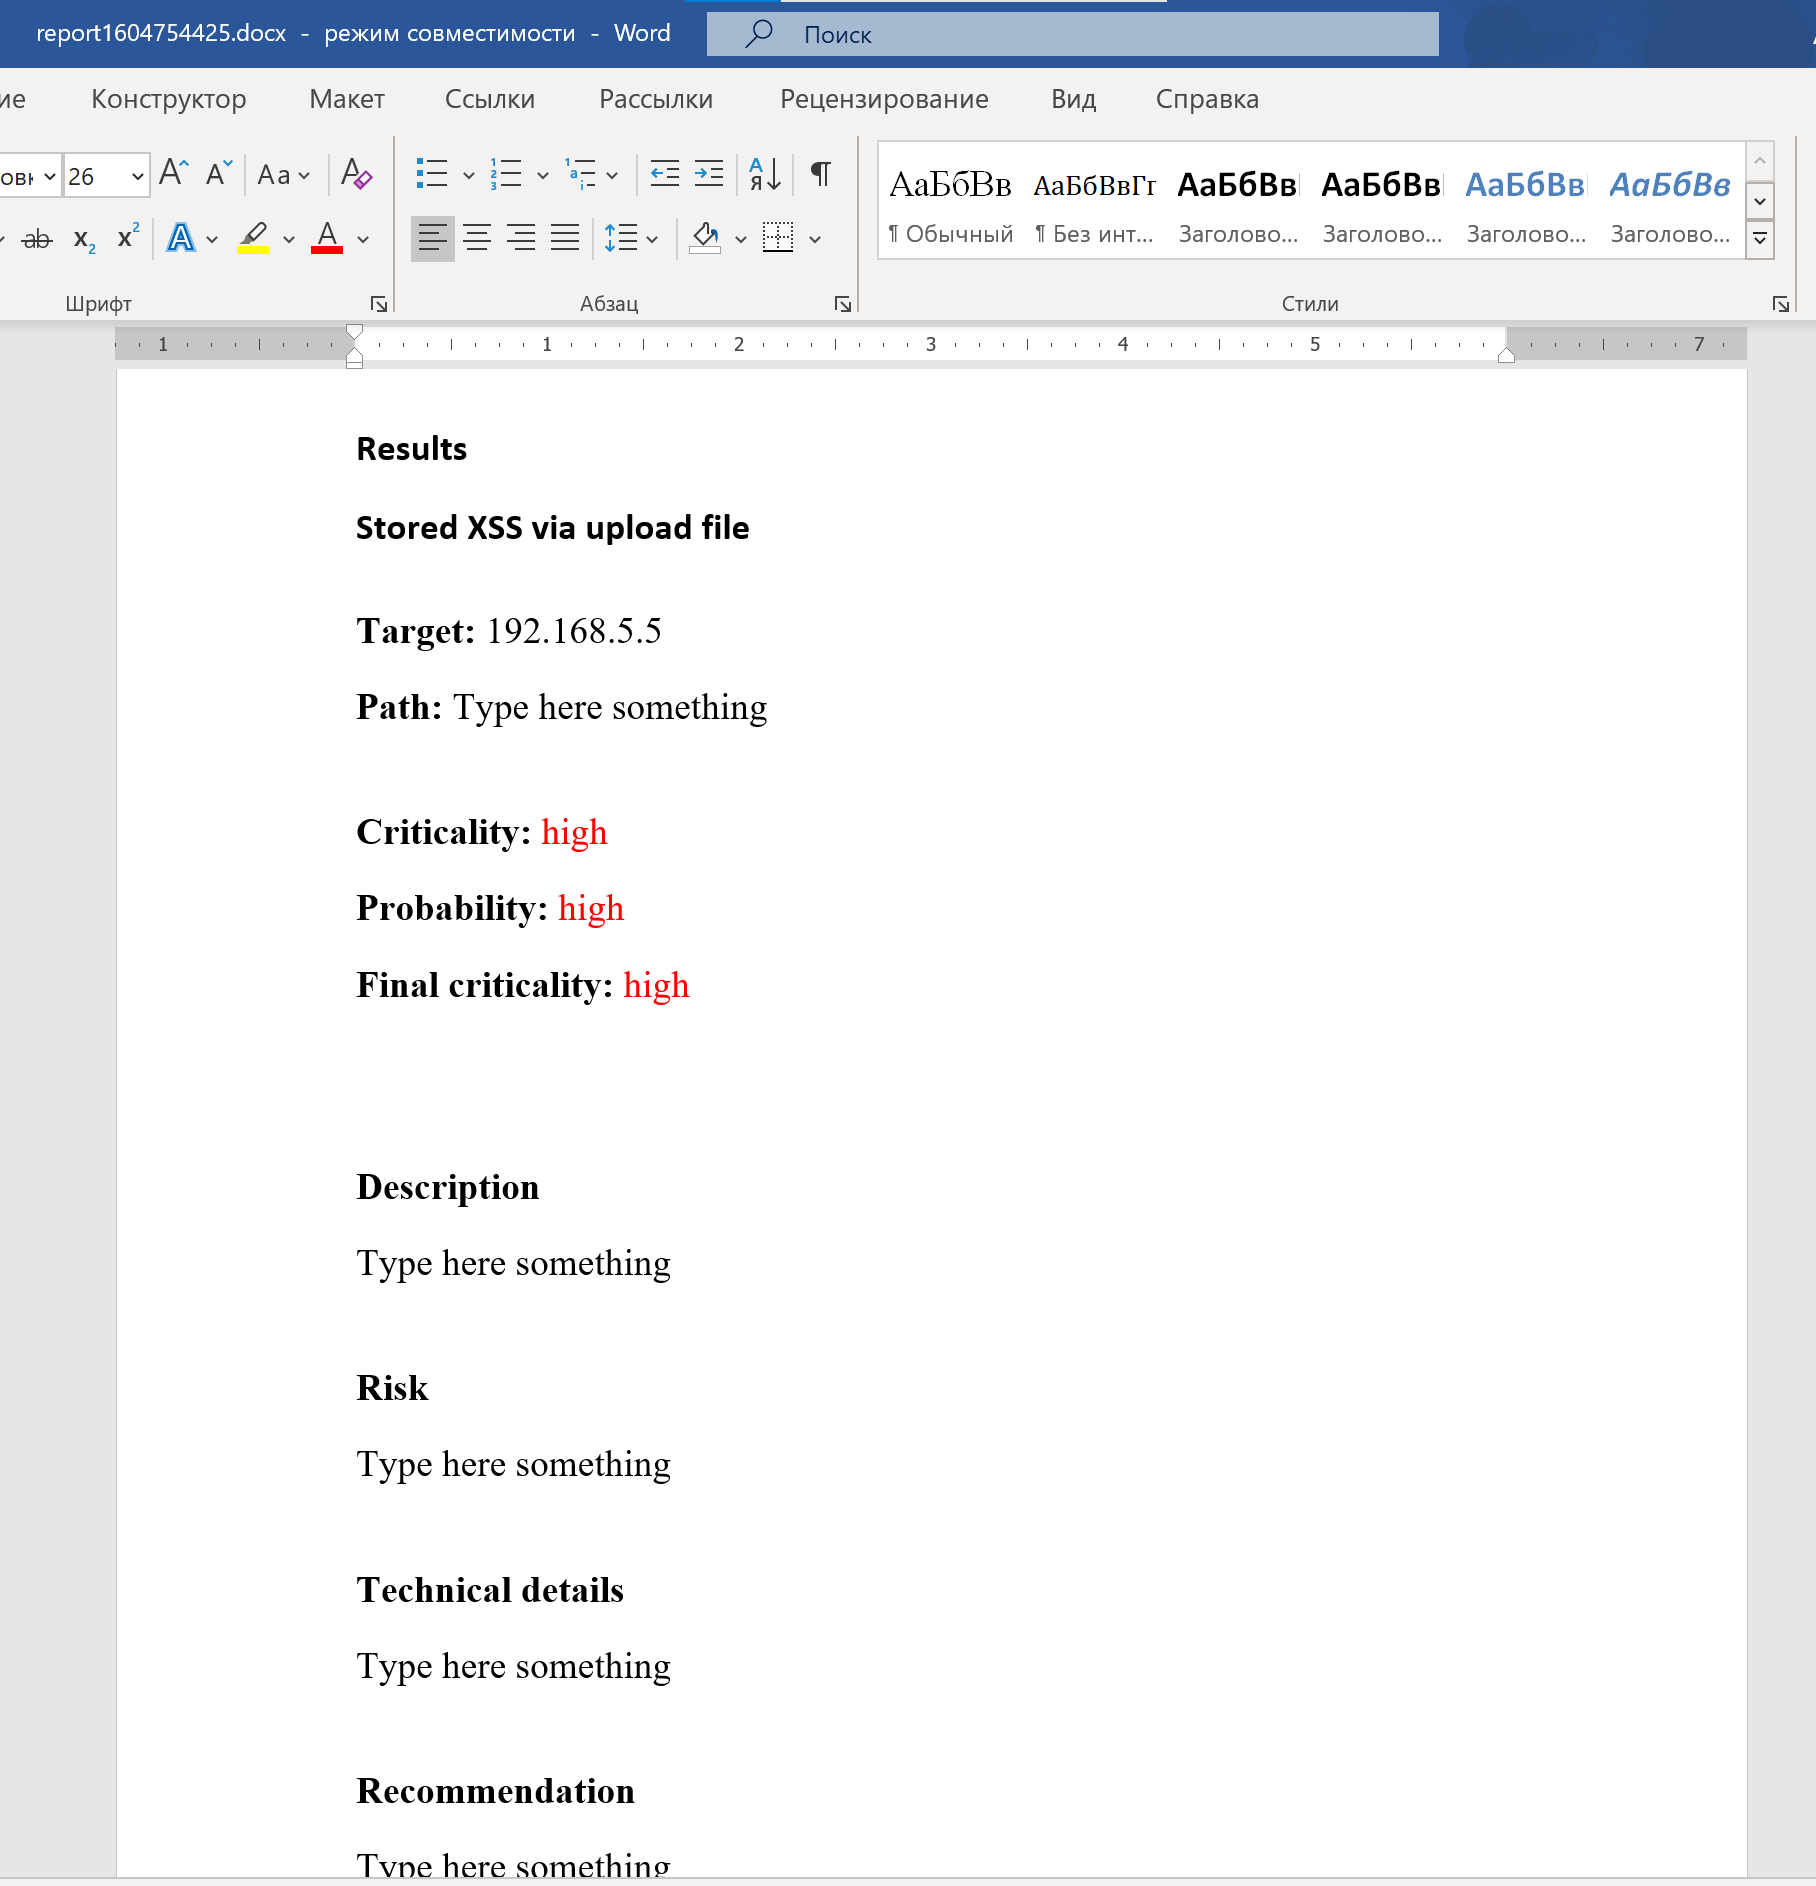 report1604754425.docx - режим совместимости - Word
Поиск
ие Конструктор Макет Ссылки Рассылки Рецензирование Вид Справка
овк 26 Aa
АаБбВв АаБбВвГг АаБбВв АаБбВв АаБбВв АаБбВв
¶ Обычный ¶ Без инт... Заголово... Заголово... Заголово... Заголово...
Шрифт Абзац Стили
1 1 2 3 4 5 7
Results
Stored XSS via upload file
Target: 192.168.5.5
Path: Type here something
Criticality: high
Probability: high
Final criticality: high
Description
Type here something
Risk
Type here something
Technical details
Type here something
Recommendation
Type here something